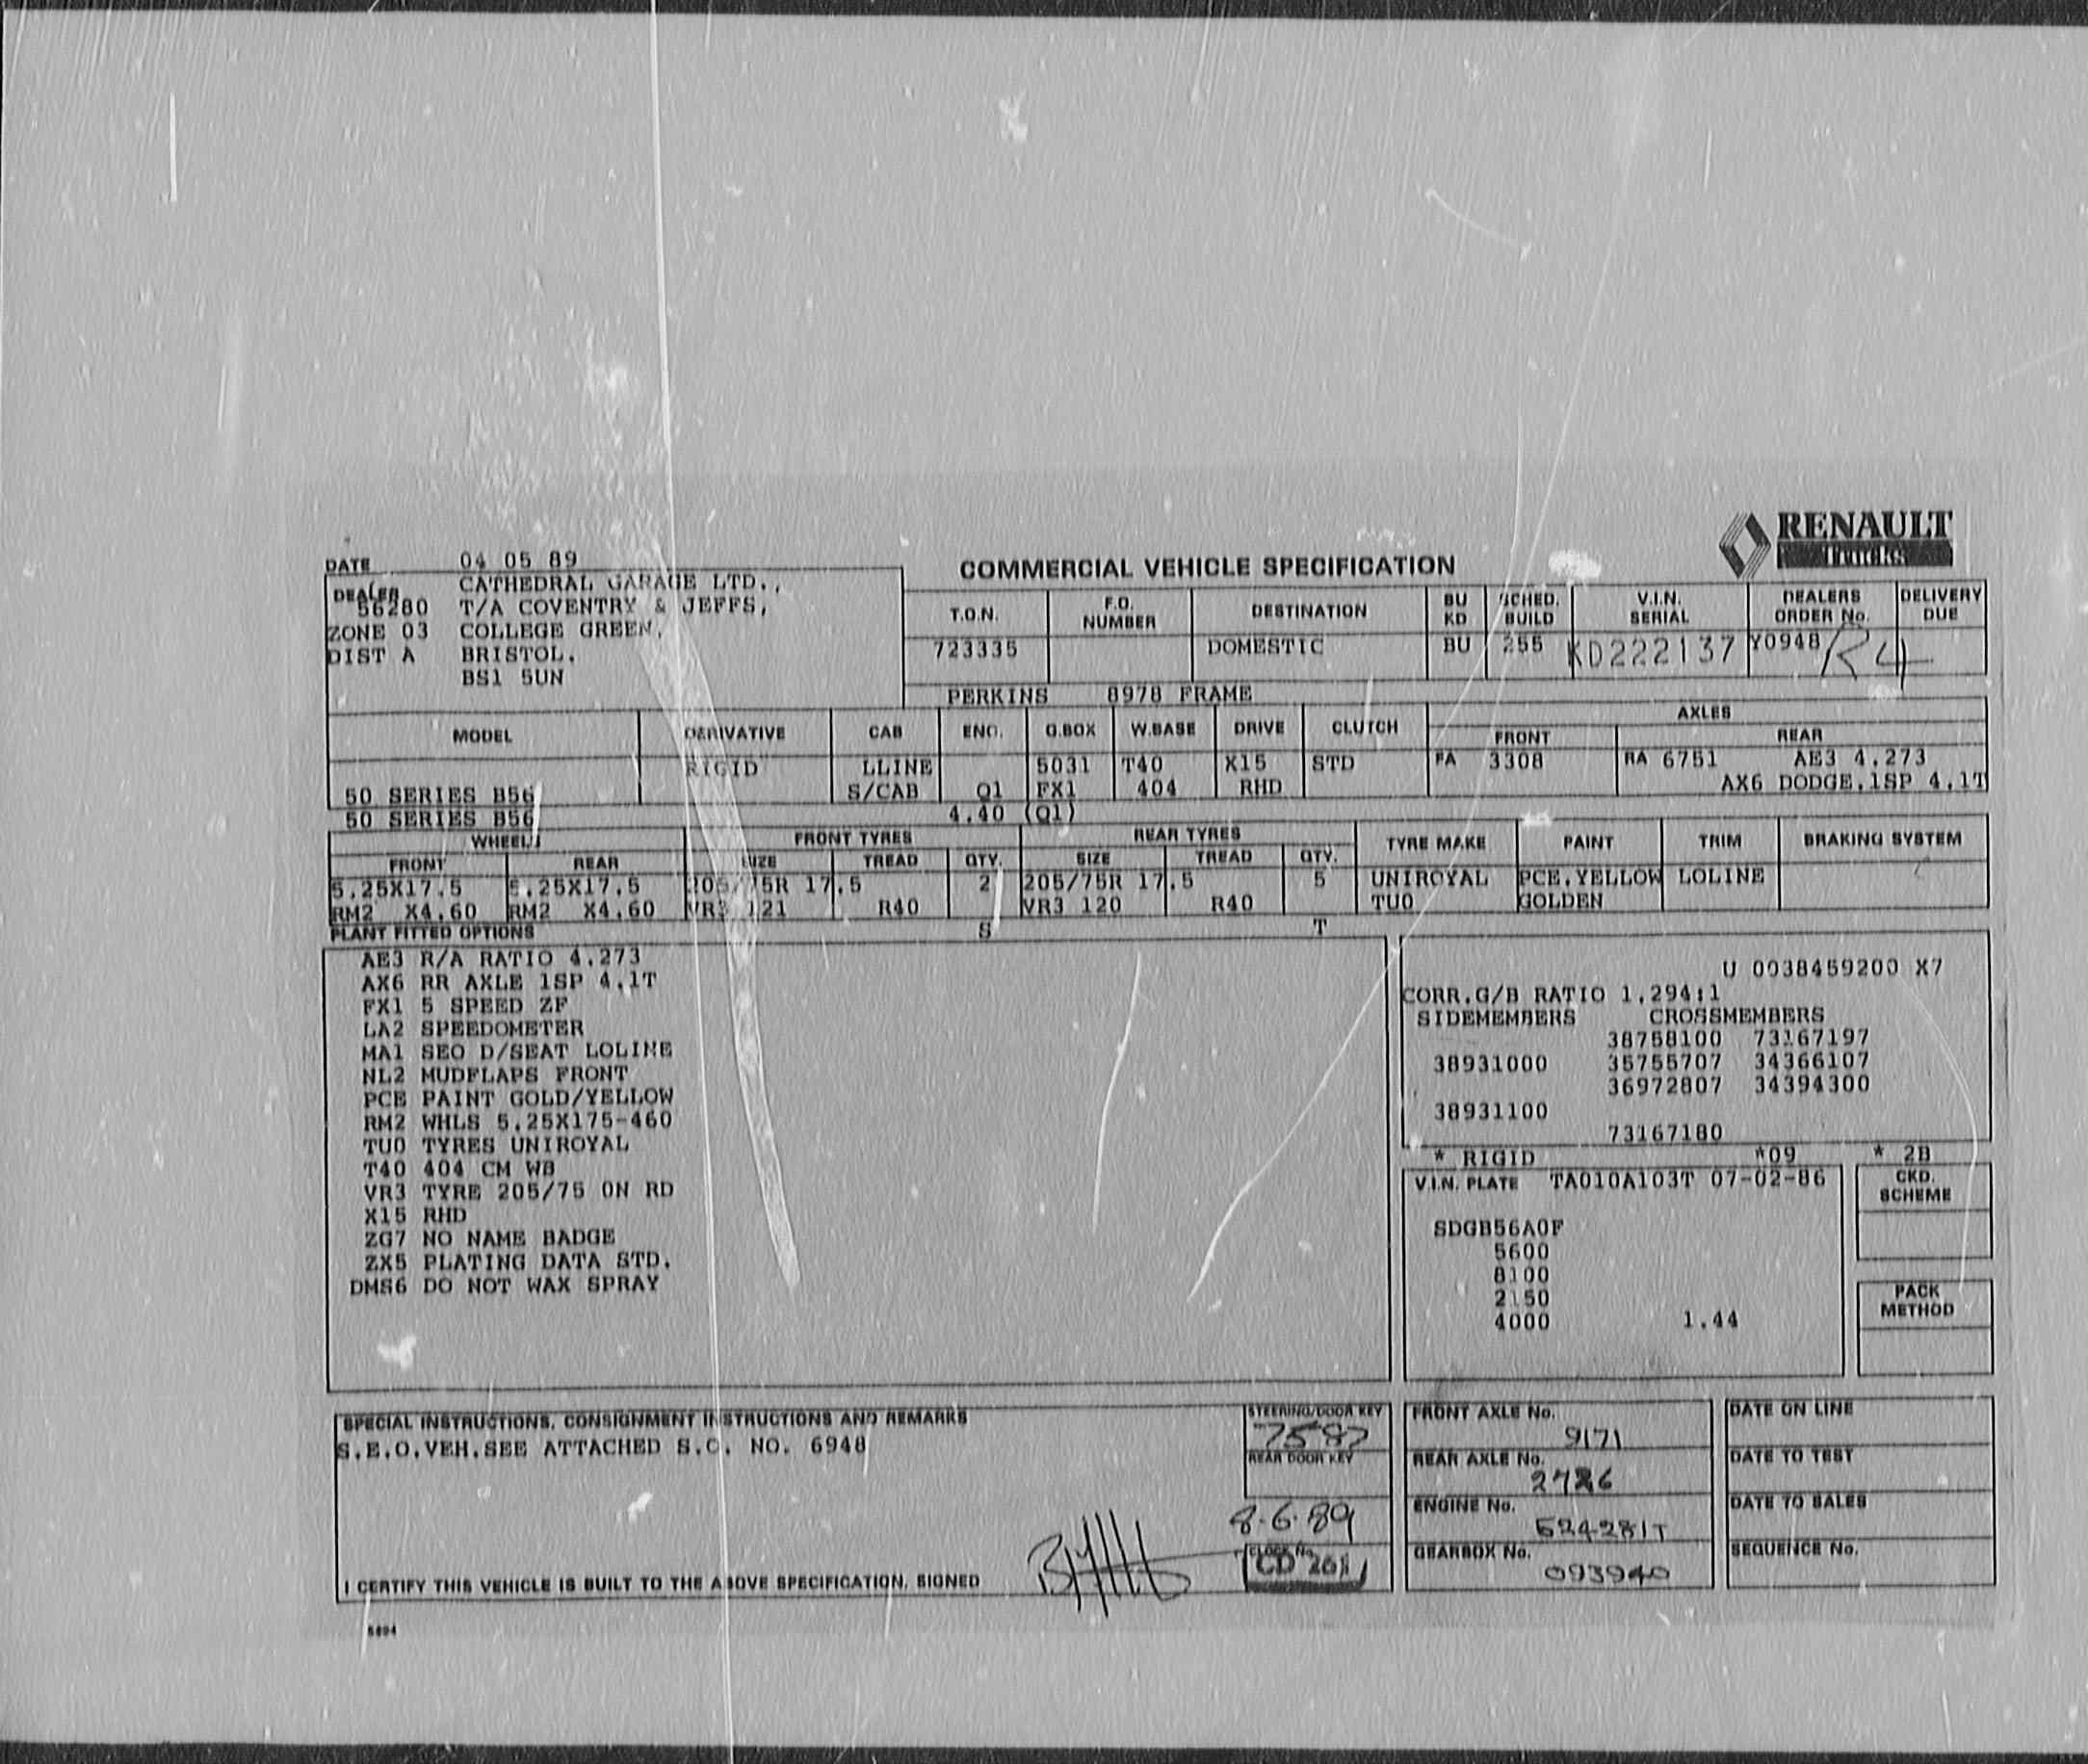 RENAULT
Trucks
DATE 04 05 89
COMMERCIAL VEHICLE SPECIFICATION
DEALER CATHEDRAL GARAGE LTD.,
56280 T/A COVENTRY & JEFFS,
ZONE 03 COLLEGE GREEN,
DIST A BRISTOL.
BS1 5UN
T.O.N. F.O. NUMBER DESTINATION BU KD SCHED. BUILD V.I.N. SERIAL DEALERS ORDER No. DELIVERY DUE
723335 DOMESTIC BU 255 KD222137 Y0948 R4
PERKINS 8978 FRAME
MODEL DERIVATIVE CAB ENG. G.BOX W.BASE DRIVE CLUTCH AXLES
FRONT REAR
RIGID LLINE 5031 T40 X15 STD FA 3308 RA 6751 AE3 4.273
50 SERIES B56 S/CAB Q1 FX1 404 RHD AX6 DODGE.1SP 4.1T
50 SERIES B56 4.40 (Q1)
WHEEL FRONT TYRES REAR TYRES TYRE MAKE PAINT TRIM BRAKING SYSTEM
FRONT REAR SIZE TREAD QTY. SIZE TREAD QTY.
5.25X17.5 5.25X17.5 205/75R 17.5 2 205/75R 17.5 5 UNIROYAL PCE.YELLOW LOLINE
RM2 X4.60 RM2 X4.60 VR3 121 R40 VR3 120 R40 TU0 GOLDEN
PLANT FITTED OPTIONS S T
AE3 R/A RATIO 4.273
AX6 RR AXLE 1SP 4.1T
FX1 5 SPEED ZF
LA2 SPEEDOMETER
MA1 SEO D/SEAT LOLINE
NL2 MUDFLAPS FRONT
PCE PAINT GOLD/YELLOW
RM2 WHLS 5.25X175-460
TU0 TYRES UNIROYAL
T40 404 CM WB
VR3 TYRE 205/75 ON RD
X15 RHD
ZG7 NO NAME BADGE
ZX5 PLATING DATA STD.
DMS6 DO NOT WAX SPRAY
U 0038459200 X7
CORR.G/B RATIO 1.294:1
SIDEMEMBERS CROSSMEMBERS
38758100 73167197
38931000 35755707 34366107
36972807 34394300
38931100
73167180
* RIGID *09 * 2B
V.I.N. PLATE TA010A103T 07-02-86
SDGB56A0F
5600
8100
2150
4000 1.44
CKD. SCHEME
PACK METHOD
SPECIAL INSTRUCTIONS, CONSIGNMENT INSTRUCTIONS AND REMARKS
S.E.O.VEH.SEE ATTACHED S.C. NO. 6948
STEERING/DOOR KEY
7587
REAR DOOR KEY
8.6.89
CLOCK No.
CD 261
I CERTIFY THIS VEHICLE IS BUILT TO THE ABOVE SPECIFICATION, SIGNED
FRONT AXLE No.
9171
REAR AXLE No.
ENGINE No.
GEARBOX No.
093940
DATE ON LINE
DATE TO TEST
DATE TO SALES
SEQUENCE No.
5894